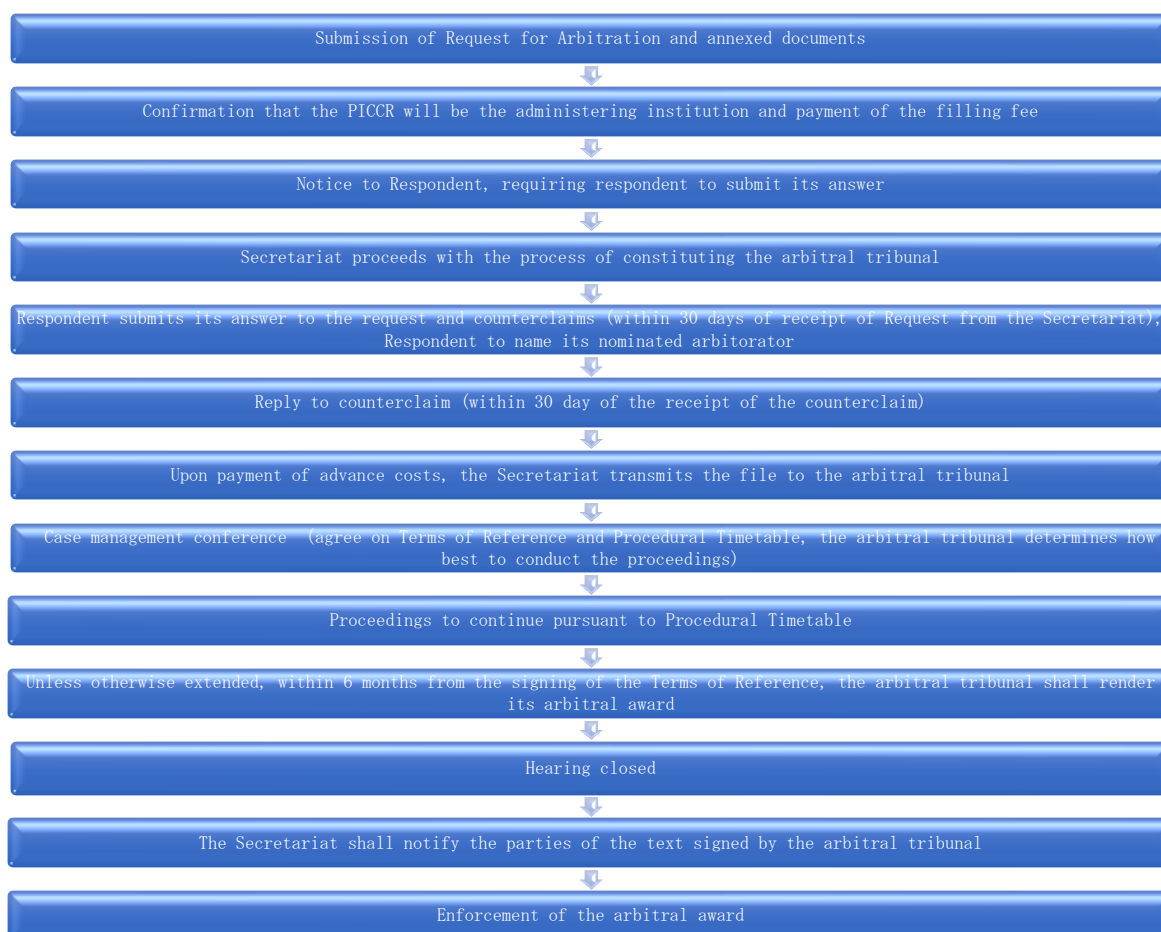 Submission of Request for Arbitration and annexed documents
Confirmation that the PICCR will be the administering institution and payment of the filling fee
Notice to Respondent, requiring respondent to submit its answer
Secretariat proceeds with the process of constituting the arbitral tribunal
Respondent submits its answer to the request and counterclaims (within 30 days of receipt of Request from the Secretariat),
Respondent to name its nominated arbitorator
Reply to counterclaim (within 30 day of the receipt of the counterclaim)
Upon payment of advance costs, the Secretariat transmits the file to the arbitral tribunal
Case management conference (agree on Terms of Reference and Procedural Timetable, the arbitral tribunal determines how
best to conduct the proceedings)
Proceedings to continue pursuant to Procedural Timetable
Unless otherwise extended, within 6 months from the signing of the Terms of Reference, the arbitral tribunal shall render
its arbitral award
Hearing closed
The Secretariat shall notify the parties of the text signed by the arbitral tribunal
Enforcement of the arbitral award